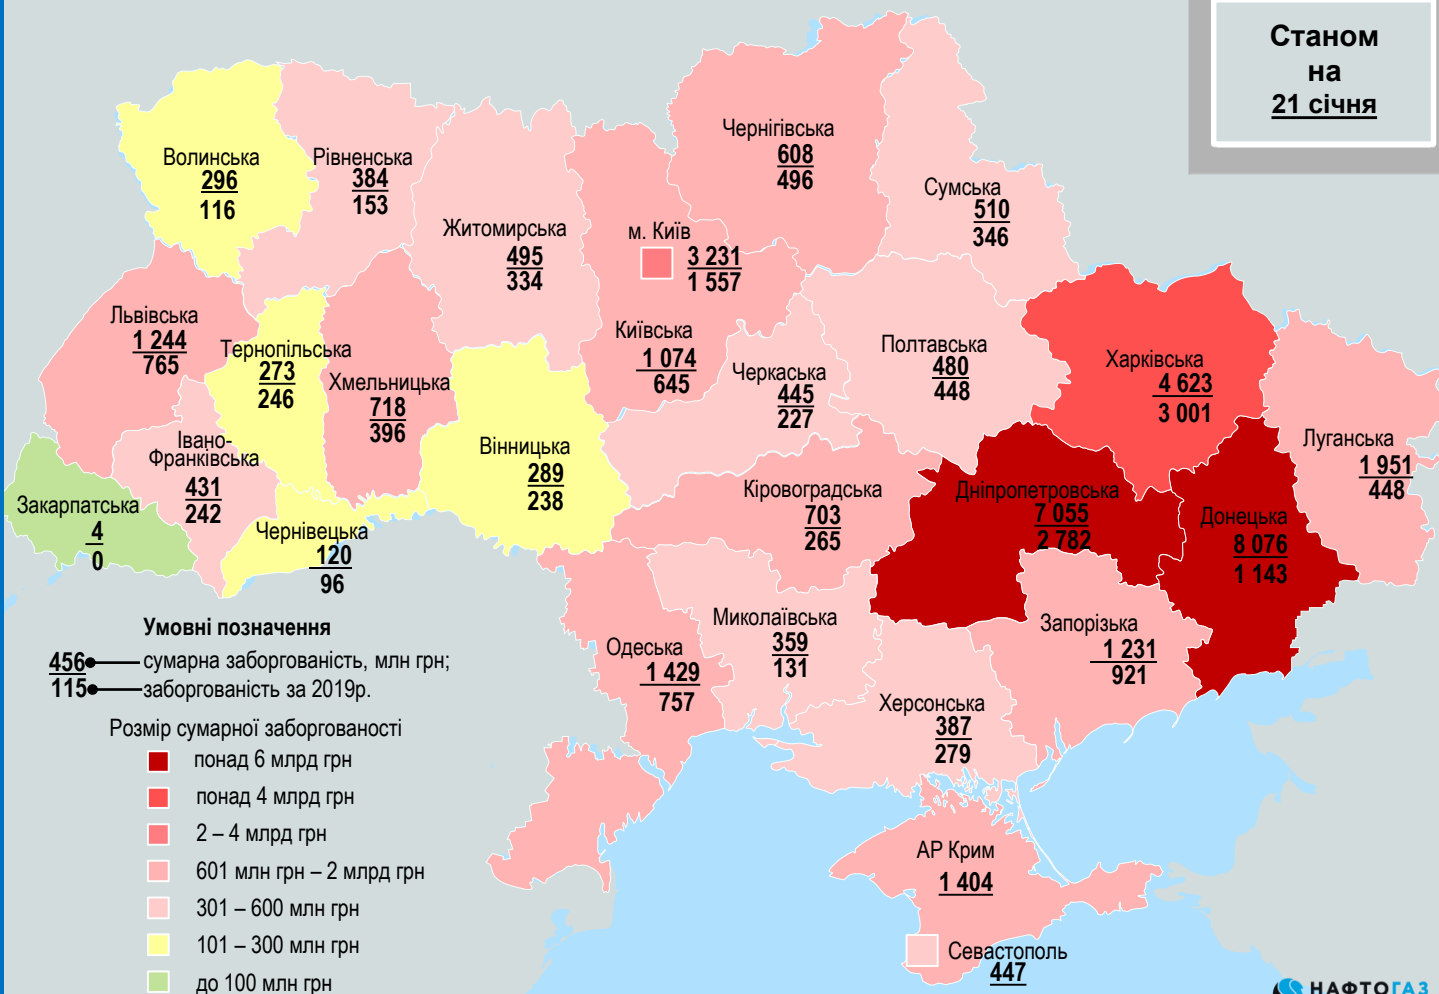 Станом
на
21 січня
Волинська
296
116
Рівненська
384
153
Житомирська
495
334
м. Київ
3 231
1 557
Київська
1 074
645
Чернігівська
608
496
Сумська
510
346
Львівська
1 244
765
Тернопільська
273
246
Хмельницька
718
396
Вінницька
289
238
Черкаська
445
227
Полтавська
480
448
Харківська
4 623
3 001
Луганська
1 951
448
Івано-
Франківська
431
242
Закарпатська
4
0
Чернівецька
120
96
Кіровоградська
703
265
Дніпропетровська
7 055
2 782
Донецька
8 076
1 143
Одеська
1 429
757
Миколаївська
359
131
Запорізька
1 231
921
Херсонська
387
279
АР Крим
1 404
Севастополь
447
Умовні позначення
456 сумарна заборгованість, млн грн;
115 заборгованість за 2019р.
Розмір сумарної заборгованості
понад 6 млрд грн
понад 4 млрд грн
2 – 4 млрд грн
601 млн грн – 2 млрд грн
301 – 600 млн грн
101 – 300 млн грн
до 100 млн грн
НАФТОГАЗ